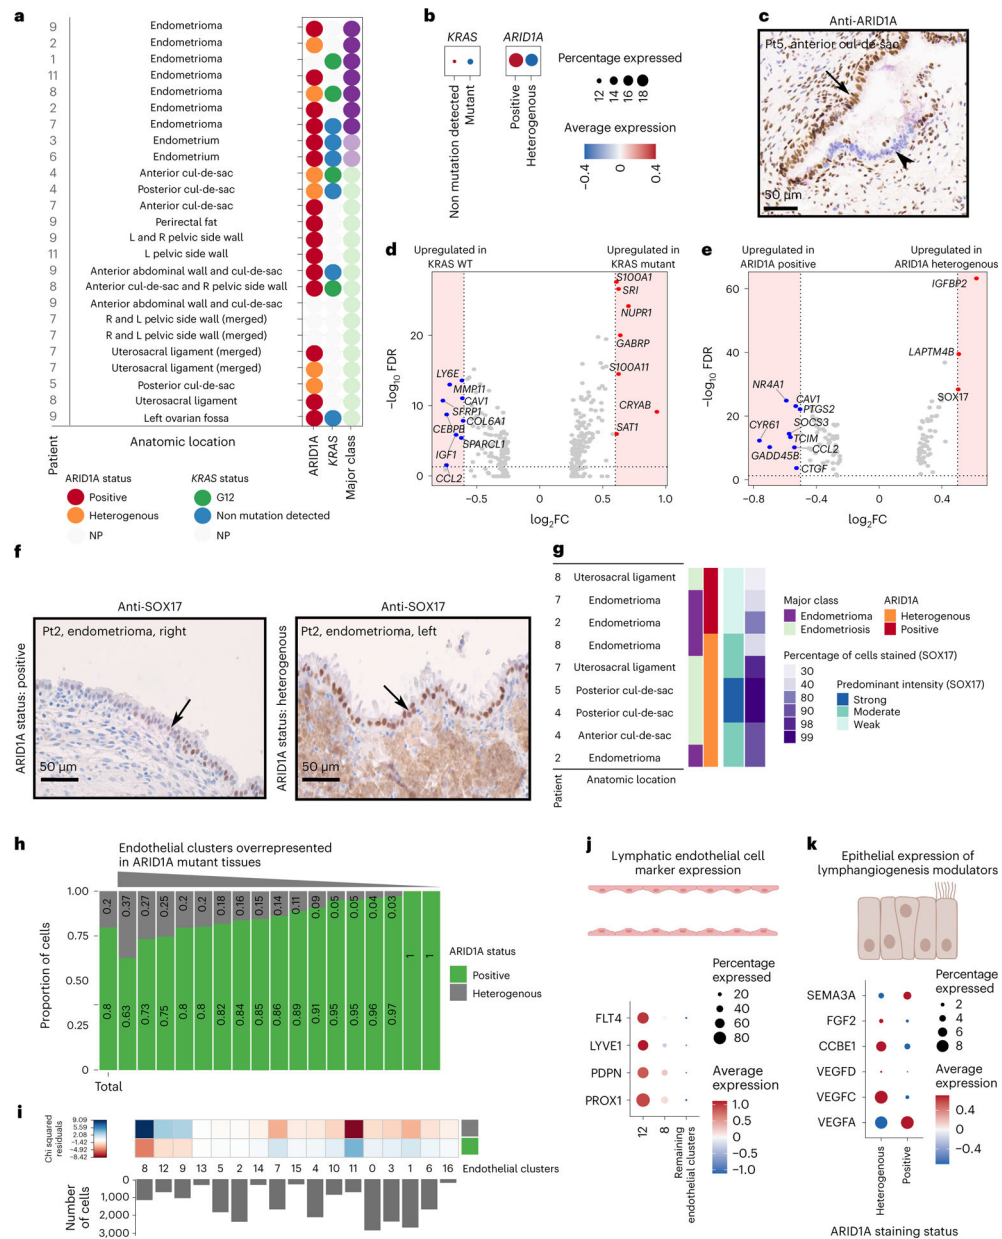 a
9 Endometrioma
2 Endometrioma
1 Endometrioma
11 Endometrioma
8 Endometrioma
2 Endometrioma
7 Endometrioma
3 Endometrium
6 Endometrium
4 Anterior cul-de-sac
4 Posterior cul-de-sac
7 Anterior cul-de-sac
9 Perirectal fat
9 L and R pelvic side wall
11 L pelvic side wall
9 Anterior abdominal wall and cul-de-sac
8 Anterior cul-de-sac and R pelvic side wall
9 Anterior abdominal wall and cul-de-sac
7 R and L pelvic side wall (merged)
7 R and L pelvic side wall (merged)
7 Uterosacral ligament (merged)
7 Uterosacral ligament (merged)
5 Posterior cul-de-sac
8 Uterosacral ligament
9 Left ovarian fossa
Patient
Anatomic location
ARID1A
KRAS
Major class
ARID1A status
Positive
Heterogenous
NP
KRAS status
G12
Non mutation detected
NP
b
KRAS
ARID1A
Non mutation detected
Mutant
Positive
Heterogenous
Percentage expressed
12
14
16
18
Average expression
−0.4
0
0.4
c
Anti-ARID1A
Pt5, anterior cul-de-sac
50 µm
d
Upregulated in
KRAS WT
Upregulated in
KRAS mutant
S100A1
SRI
NUPR1
GABRP
S100A11
CRYAB
SAT1
LY6E
MMP11
CAV1
SFRP1
COL6A1
CEBPB
SPARCL1
IGF1
CCL2
−log10 FDR
20
10
0
−0.5
0
0.5
1.0
log2FC
e
Upregulated in
ARID1A positive
Upregulated in
ARID1A heterogenous
IGFBP2
LAPTM4B
SOX17
NR4A1
CAV1
PTGS2
CYR61
SOCS3
TCIM
CCL2
GADD45B
CTGF
−log10 FDR
60
40
20
0
−0.8
−0.4
0
0.4
log2FC
f
Anti-SOX17
Pt2, endometrioma, right
ARID1A status: positive
50 µm
Anti-SOX17
Pt2, endometrioma, left
ARID1A status: heterogenous
50 µm
g
8 Uterosacral ligament
7 Endometrioma
2 Endometrioma
8 Endometrioma
7 Uterosacral ligament
5 Posterior cul-de-sac
4 Posterior cul-de-sac
4 Anterior cul-de-sac
2 Endometrioma
Patient
Anatomic location
Major class
Endometrioma
Endometriosis
ARID1A
Heterogenous
Positive
Percentage of cells stained (SOX17)
30
40
80
90
98
99
Predominant intensity (SOX17)
Strong
Moderate
Weak
h
Endothelial clusters overrepresented
in ARID1A mutant tissues
Proportion of cells
1.00
0.75
0.50
0.25
0
0.2 0.37 0.27 0.25 0.2 0.2 0.18 0.16 0.15 0.14 0.11 0.09 0.05 0.05 0.04 0.03
0.8 0.63 0.73 0.75 0.8 0.8 0.82 0.84 0.85 0.86 0.89 0.91 0.95 0.95 0.96 0.97 1 1
Total
ARID1A status
Positive
Heterogenous
i
Chi squared
residuals
9.09
5.59
2.08
−1.42
−4.92
−8.42
8 12 9 13 5 2 14 7 15 4 10 11 0 3 1 6 16 Endothelial clusters
Number
of cells
0
1,000
2,000
3,000
j
Lymphatic endothelial cell
marker expression
FLT4
LYVE1
PDPN
PROX1
12
8
Remaining
endothelial clusters
Percentage
expressed
20
40
60
80
Average
expression
1.0
0.5
0
−0.5
−1.0
k
Epithelial expression of
lymphangiogenesis modulators
SEMA3A
FGF2
CCBE1
VEGFD
VEGFC
VEGFA
Heterogenous
Positive
ARID1A staining status
Percentage
expressed
2
4
6
8
Average
expression
0.4
0
−0.4